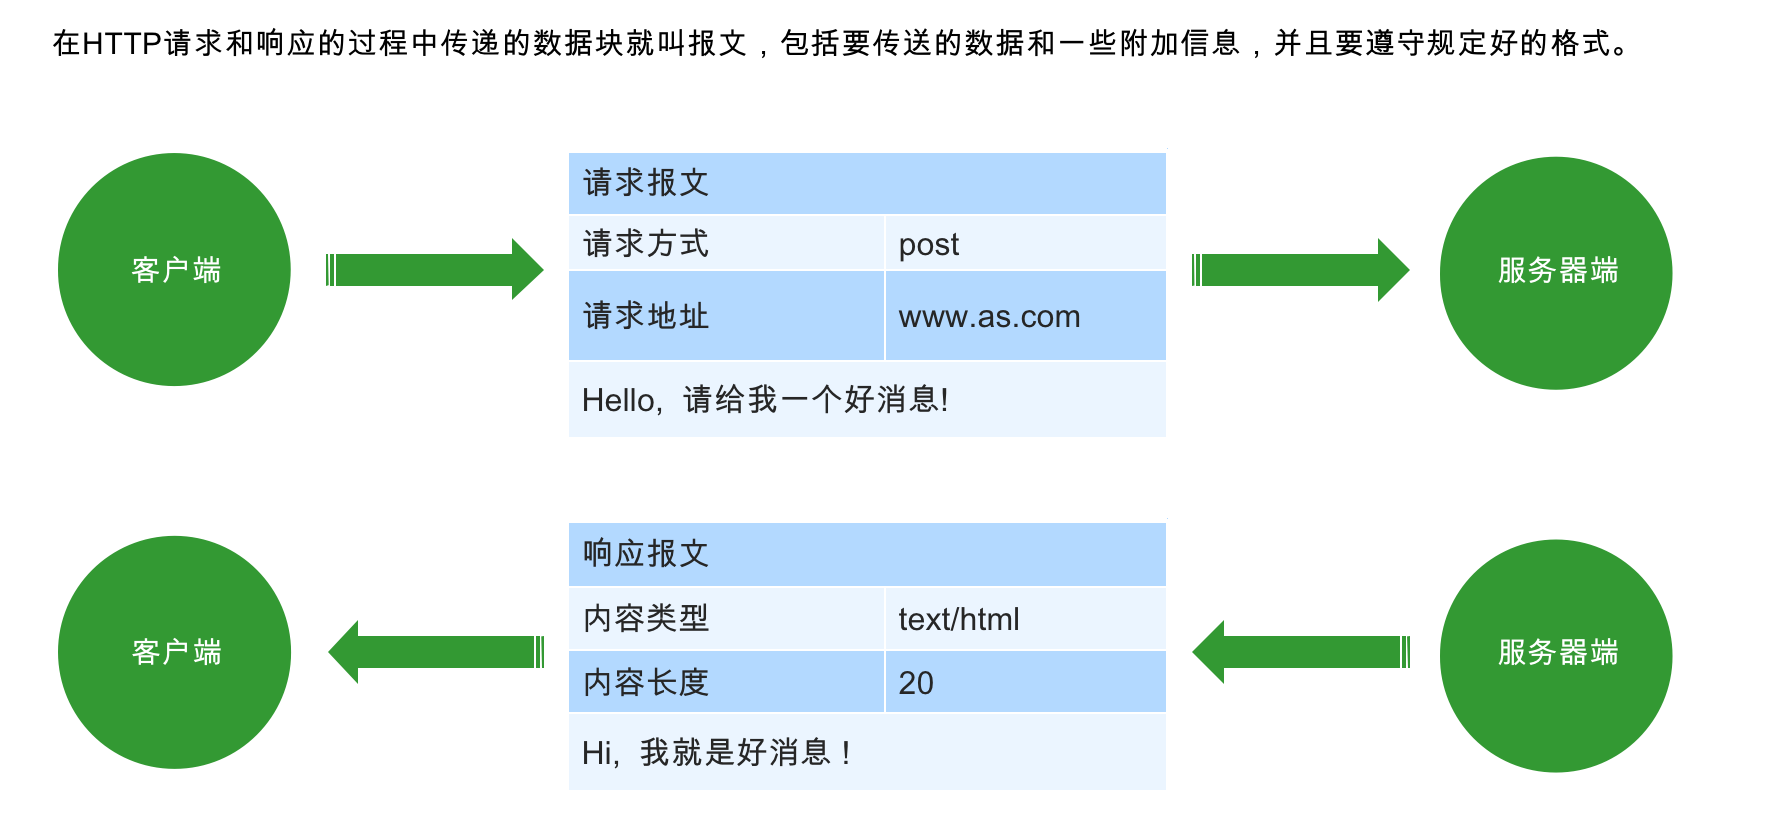 在HTTP请求和响应的过程中传递的数据块就叫报文，包括要传送的数据和一些附加信息，并且要遵守规定好的格式。
请求报文
客户端
请求方式 post
服务器端
请求地址 www.as.com
Hello, 请给我一个好消息!
响应报文
内容类型 text/html
客户端
服务器端
内容长度 20
Hi, 我就是好消息！